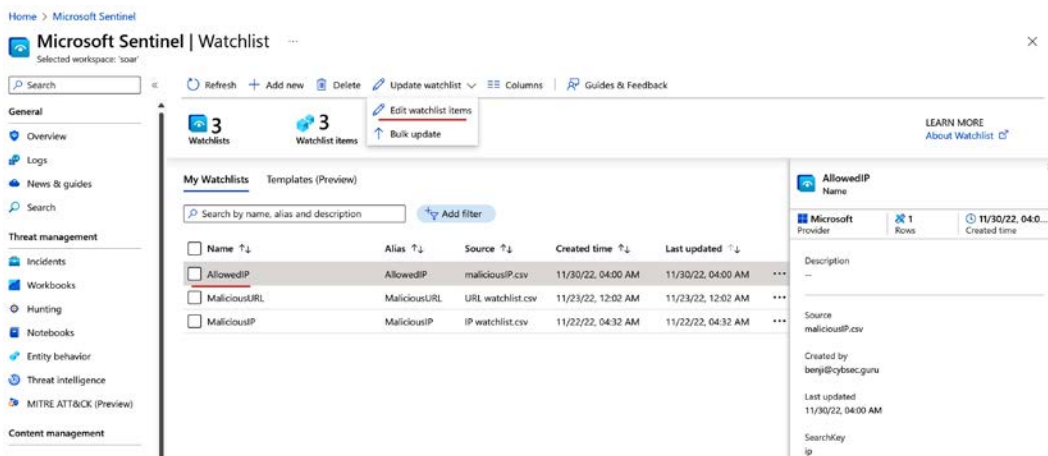 Home > Microsoft Sentinel
Microsoft Sentinel | Watchlist ...
Selected workspace: 'soar'
Search
«
Refresh
Add new
Delete
Update watchlist
Columns
Guides & Feedback
Edit watchlist items
Bulk update
General
Overview
Logs
News & guides
Search
Threat management
Incidents
Workbooks
Hunting
Notebooks
Entity behavior
Threat intelligence
MITRE ATT&CK (Preview)
Content management
3
Watchlists
3
Watchlist items
LEARN MORE
About Watchlist
My Watchlists Templates (Preview)
Search by name, alias and description
Add filter
Name ↑↓ Alias ↑↓ Source ↑↓ Created time ↑↓ Last updated ↑↓
AllowedIP AllowedIP maliciousIP.csv 11/30/22, 04:00 AM 11/30/22, 04:00 AM ...
MaliciousURL MaliciousURL URL watchlist.csv 11/23/22, 12:02 AM 11/23/22, 12:02 AM ...
MaliciousIP MaliciousIP IP watchlist.csv 11/22/22, 04:32 AM 11/22/22, 04:32 AM ...
AllowedIP
Name
Microsoft
Provider
1
Rows
11/30/22, 04:0...
Created time
Description
--
Source
maliciousIP.csv
Created by
benji@cybsec.guru
Last updated
11/30/22, 04:00 AM
SearchKey
ip